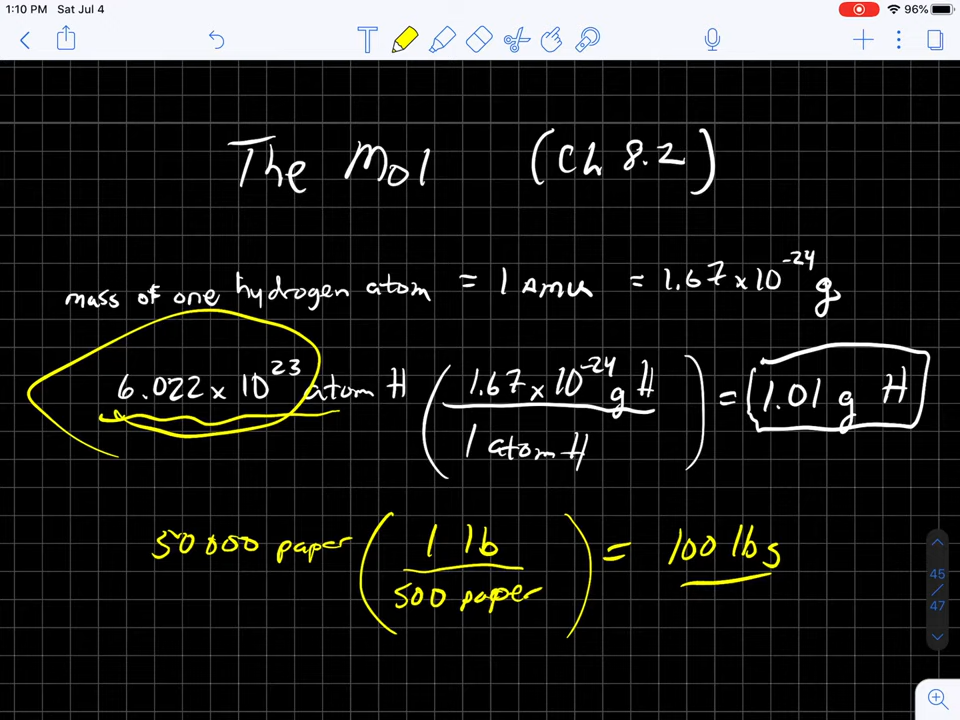 1:10 PM Sat Jul 4 96%
T
The Mol (Ch 8.2)
mass of one hydrogen atom = 1 amu = 1.67 x 10⁻²⁴ g
6.022 x 10²³ atom H (1.67 x 10⁻²⁴ g H / 1 atom H) = 1.01 g H
50 000 paper (1 lb / 500 paper) = 100 lbs
45
/
47